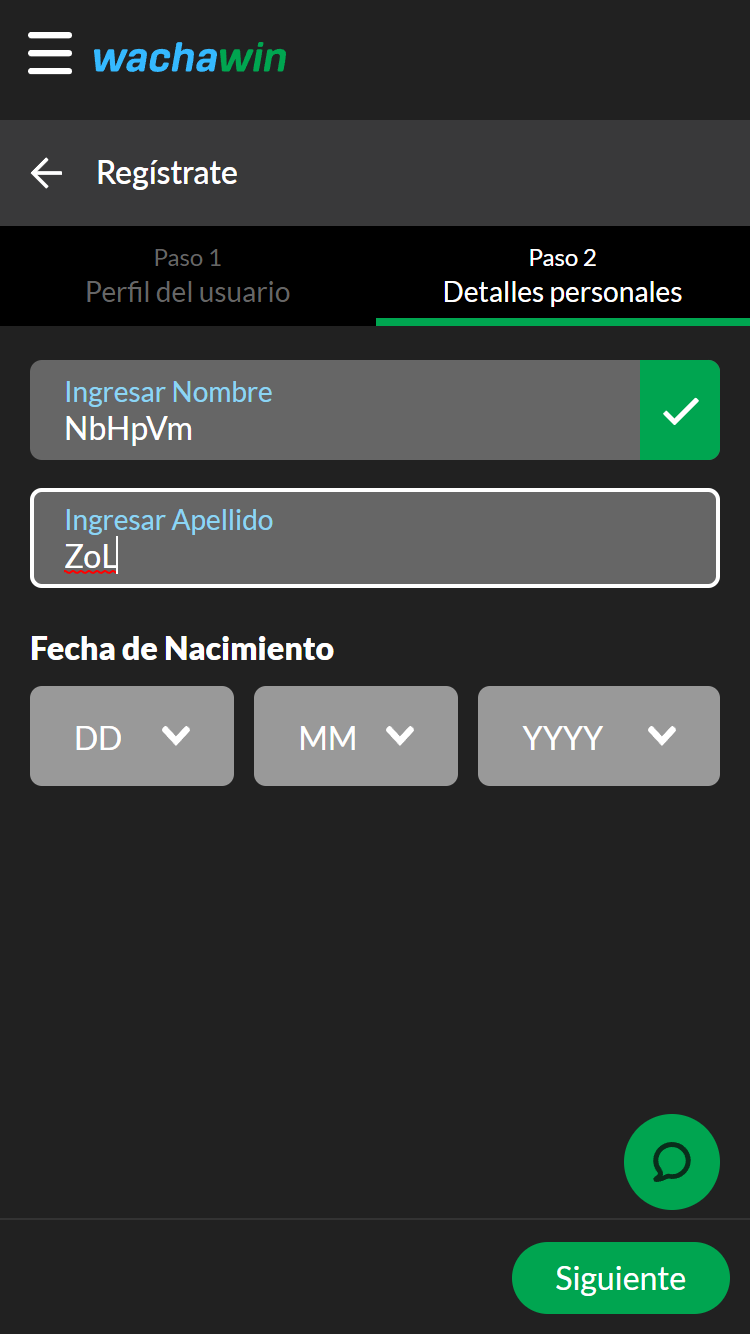 wachawin
Regístrate
Paso 1
Perfil del usuario
Paso 2
Detalles personales
Ingresar Nombre
NbHpVm
Ingresar Apellido
ZoL
Fecha de Nacimiento
DD
MM
YYYY
Siguiente